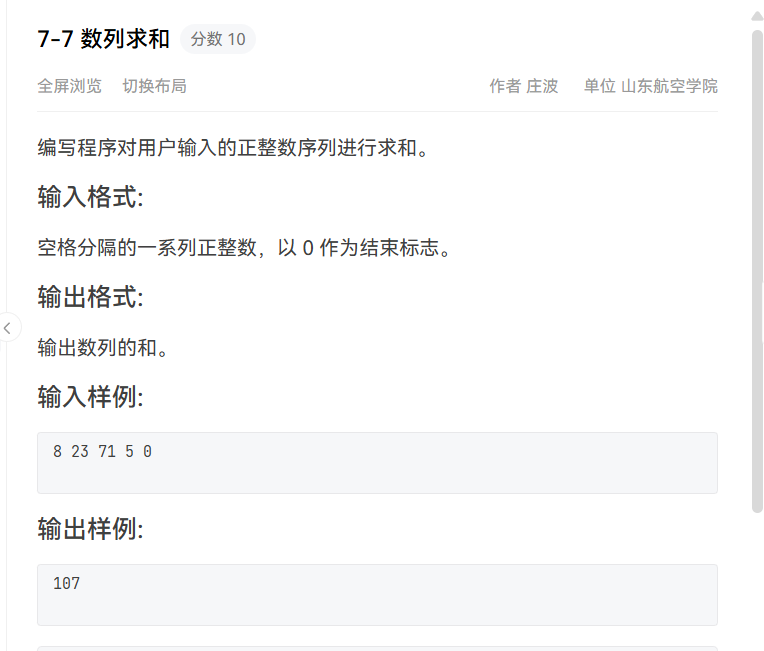 7-7 数列求和 分数 10
全屏浏览 切换布局 作者 庄波 单位 山东航空学院
编写程序对用户输入的正整数序列进行求和。
输入格式:
空格分隔的一系列正整数，以 0 作为结束标志。
输出格式:
输出数列的和。
输入样例:
8 23 71 5 0
输出样例:
107